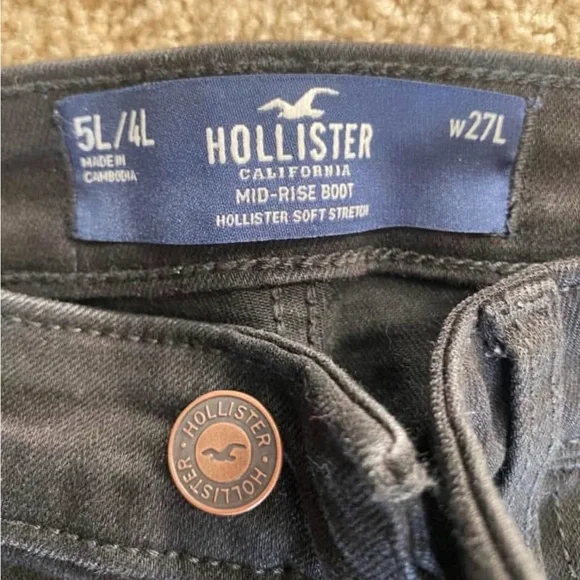 5L/4L
MADE IN
CAMBODIA
HOLLISTER
CALIFORNIA
MID-RISE BOOT
HOLLISTER SOFT STRETCH
W27L
HOLLISTER • HOLLISTER •